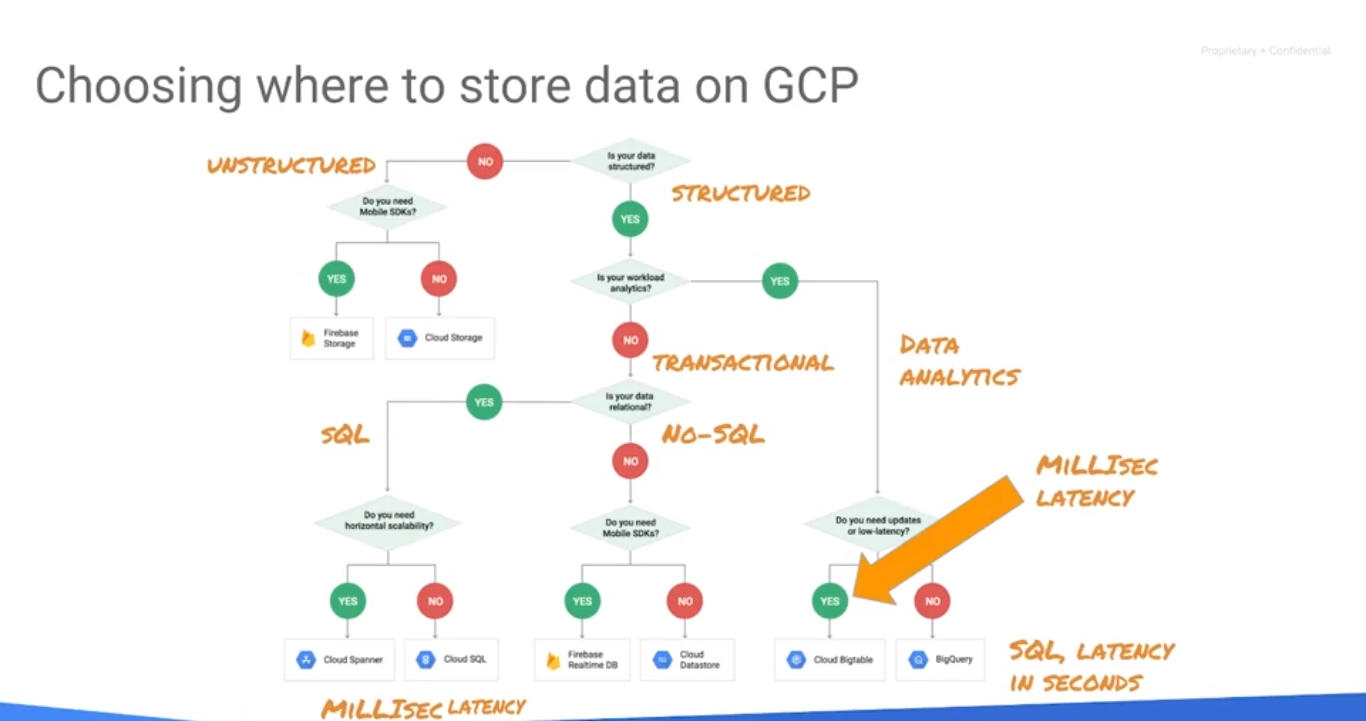 Proprietary + Confidential
Choosing where to store data on GCP
UNSTRUCTURED
NO
Is your data
structured?
STRUCTURED
Do you need
Mobile SDKs?
YES
YES
NO
Is your workload
analytics?
YES
Firebase
Storage
Cloud Storage
NO
TRANSACTIONAL
DATA
ANALYTICS
YES
Is your data
relational?
SQL
NO-SQL
NO
MILLISEC
LATENCY
Do you need
horizontal scalability?
Do you need
Mobile SDKs?
Do you need updates
or low-latency?
YES
NO
YES
NO
YES
NO
Cloud Spanner
Cloud SQL
Firebase
Realtime DB
Cloud
Datastore
Cloud Bigtable
BigQuery
SQL, LATENCY
IN SECONDS
MILLISEC LATENCY